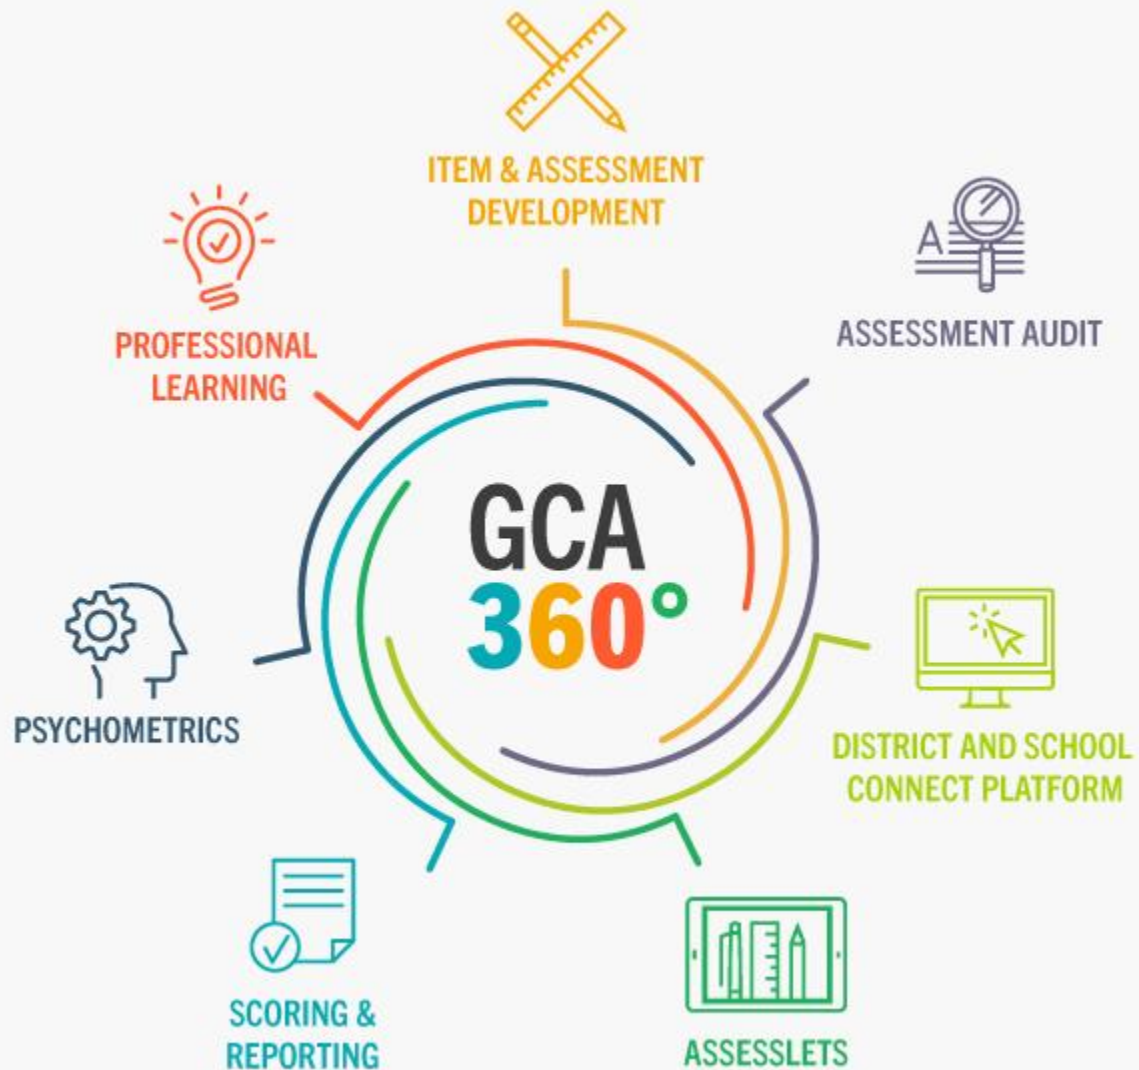 ITEM & ASSESSMENT
DEVELOPMENT
A
ASSESSMENT AUDIT
PROFESSIONAL
LEARNING
GCA
360°
PSYCHOMETRICS
DISTRICT AND SCHOOL
CONNECT PLATFORM
SCORING &
REPORTING
ASSESSLETS